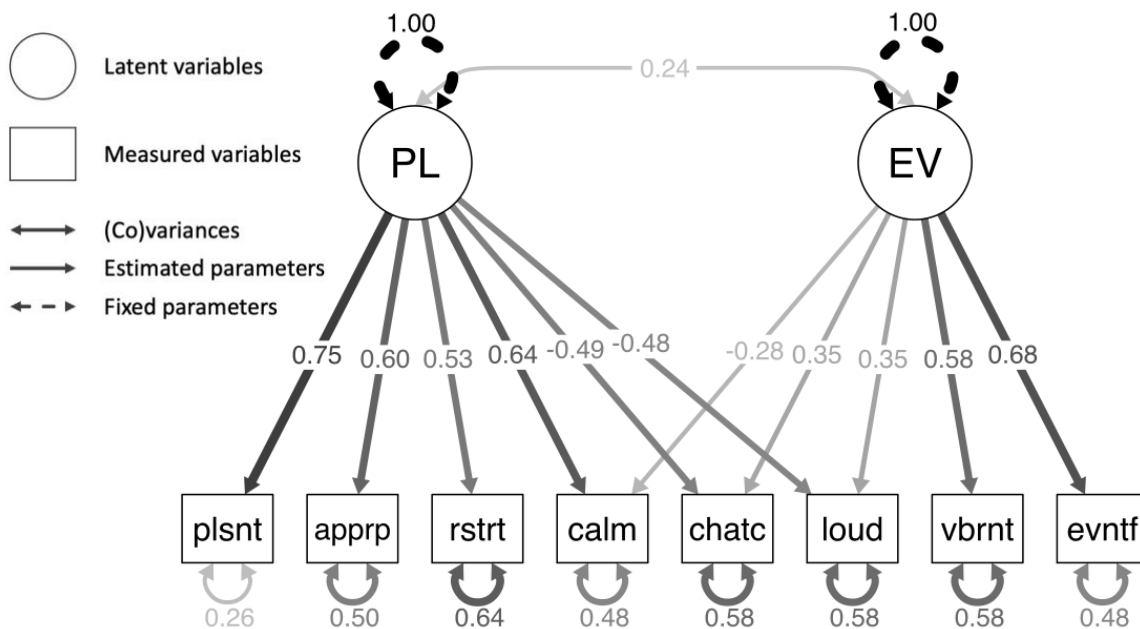 1.00
1.00
Latent variables
0.24
Measured variables
PL
EV
(Co)variances
Estimated parameters
Fixed parameters
0.75 0.60 0.53 0.64 -0.49 -0.48 -0.28 0.35 0.35 0.58 0.68
plsnt apprp rstrt calm chatc loud vbrnt evntf
0.26 0.50 0.64 0.48 0.58 0.58 0.58 0.48